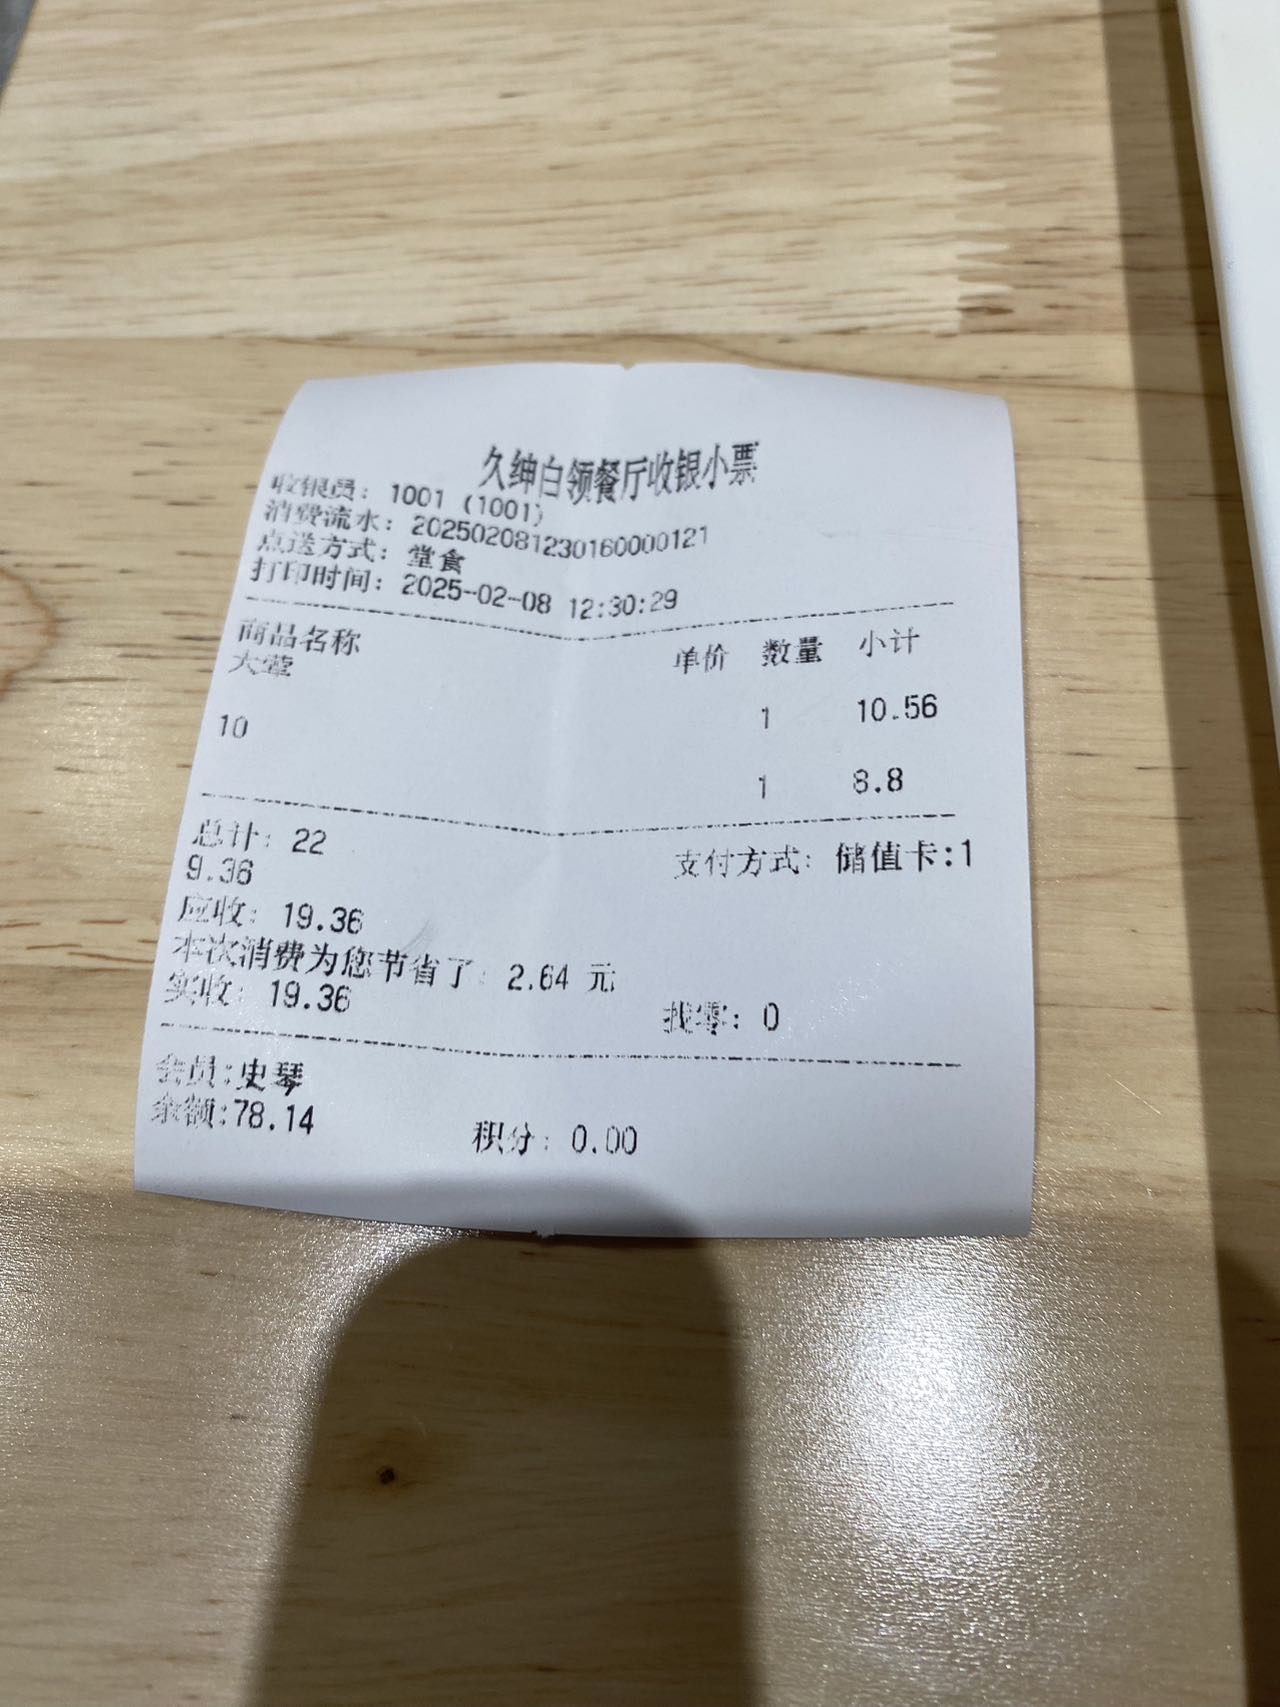 久绅白领餐厅收银小票
收银员: 1001 (1001)
消费流水: 20250208123016000​0121
点送方式: 堂食
打印时间: 2025-02-08 12:30:29
商品名称 单价 数量 小计
大荤
1 10.56
10
1 8.8
总计: 22 支付方式: 储值卡:1
9.36
应收: 19.36
本次消费为您节省了: 2.64 元
实收: 19.36 找零: 0
会员:史琴
余额:78.14 积分: 0.00